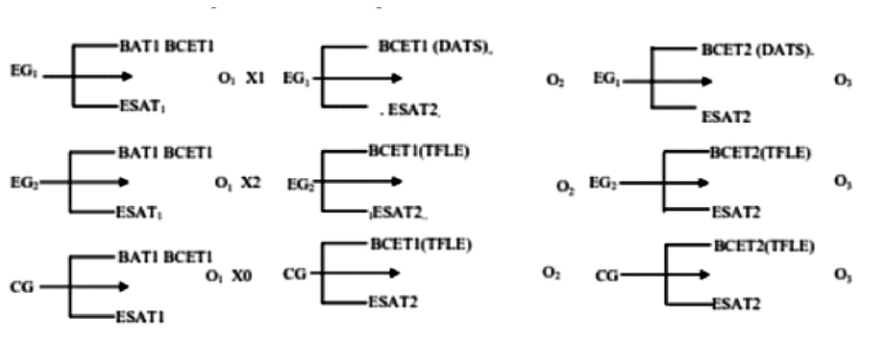 BAT1 BCET1 BCET1 (DATS). BCET2 (DATS).
EG₁ O₁ X1 EG₁ O₂ EG₁ O₃
ESAT₁ . ESAT2. ESAT2
BAT1 BCET1 BCET1(TFLE) BCET2(TFLE)
EG₂ O₁ X2 EG₂ O₂ EG₂ O₃
ESAT₁ ESAT2.. ESAT2
BAT1 BCET1 BCET1(TFLE) BCET2(TFLE)
CG O₁ X0 CG O₂ CG O₃
ESAT1 ESAT2 ESAT2